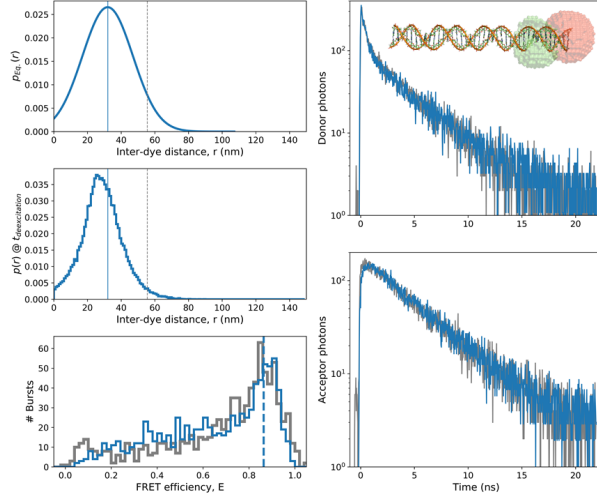 p_Eq. (r)
0.025
0.020
0.015
0.010
0.005
0.000
0 20 40 60 80 100 120 140
Inter-dye distance, r (nm)
p(r) @ t_deexcitation
0.035
0.030
0.025
0.020
0.015
0.010
0.005
0.000
0 20 40 60 80 100 120 140
Inter-dye distance, r (nm)
# Bursts
60
50
40
30
20
10
0
0.0 0.2 0.4 0.6 0.8 1.0
FRET efficiency, E
Donor photons
10²
10¹
10⁰
0 5 10 15 20
Acceptor photons
10²
10¹
10⁰
0 5 10 15 20
Time (ns)